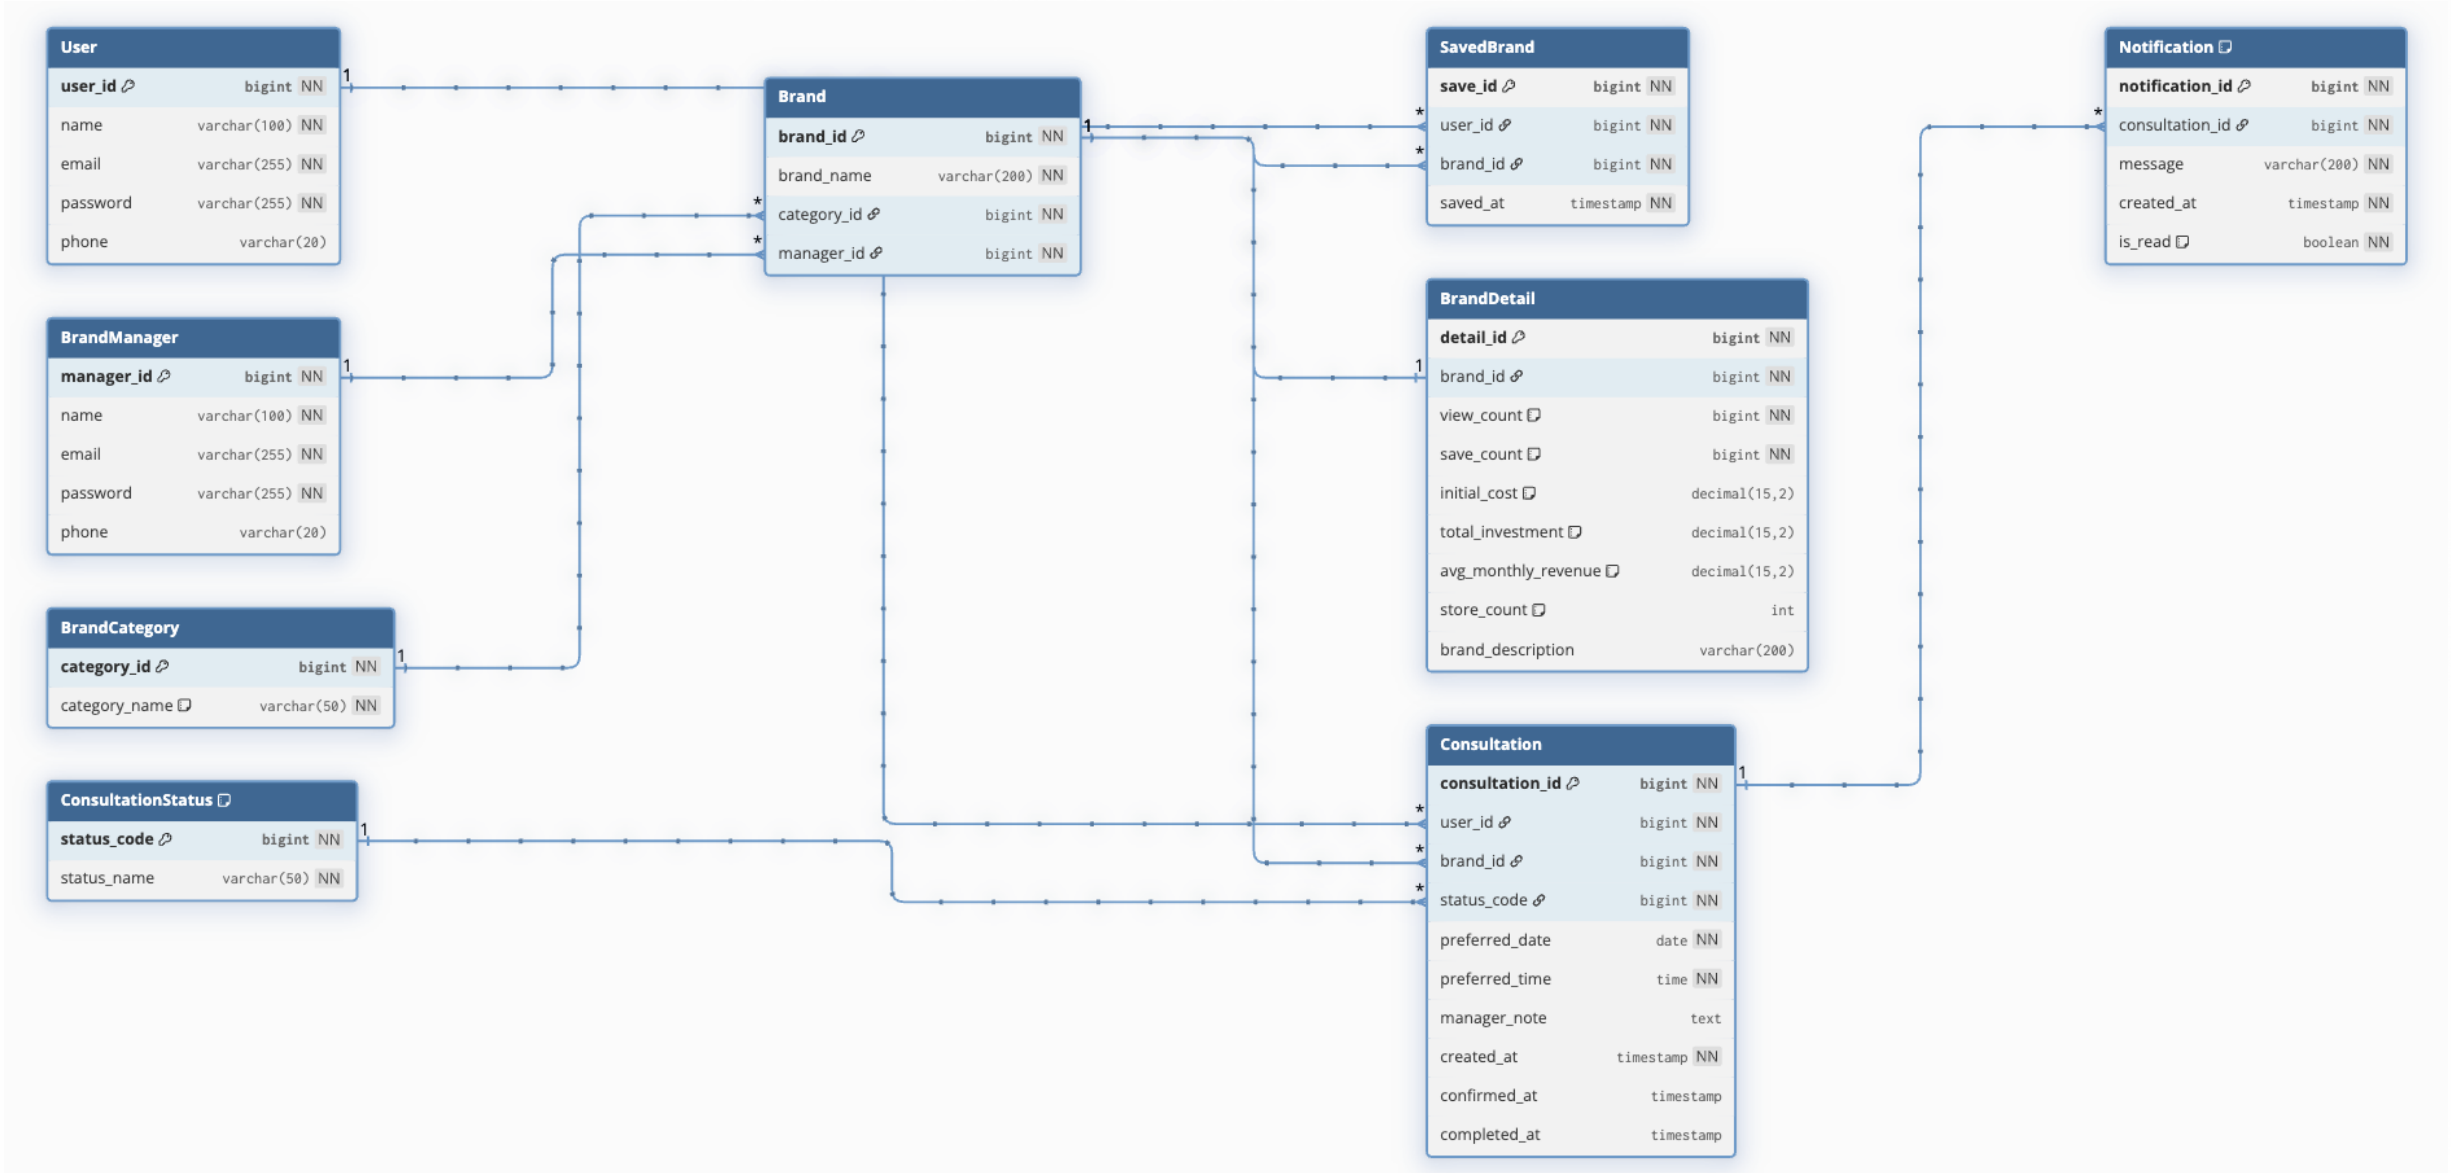 User
user_id bigint NN
name varchar(100) NN
email varchar(255) NN
password varchar(255) NN
phone varchar(20)
1
BrandManager
manager_id bigint NN
name varchar(100) NN
email varchar(255) NN
password varchar(255) NN
phone varchar(20)
1
BrandCategory
category_id bigint NN
category_name varchar(50) NN
1
ConsultationStatus
status_code bigint NN
status_name varchar(50) NN
1
Brand
brand_id bigint NN
brand_name varchar(200) NN
* category_id bigint NN
* manager_id bigint NN
1
SavedBrand
save_id bigint NN
* user_id bigint NN
* brand_id bigint NN
saved_at timestamp NN
BrandDetail
detail_id bigint NN
1 brand_id bigint NN
view_count bigint NN
save_count bigint NN
initial_cost decimal(15,2)
total_investment decimal(15,2)
avg_monthly_revenue decimal(15,2)
store_count int
brand_description varchar(200)
Consultation
consultation_id bigint NN 1
* user_id bigint NN
* brand_id bigint NN
* status_code bigint NN
preferred_date date NN
preferred_time time NN
manager_note text
created_at timestamp NN
confirmed_at timestamp
completed_at timestamp
Notification
notification_id bigint NN
* consultation_id bigint NN
message varchar(200) NN
created_at timestamp NN
is_read boolean NN